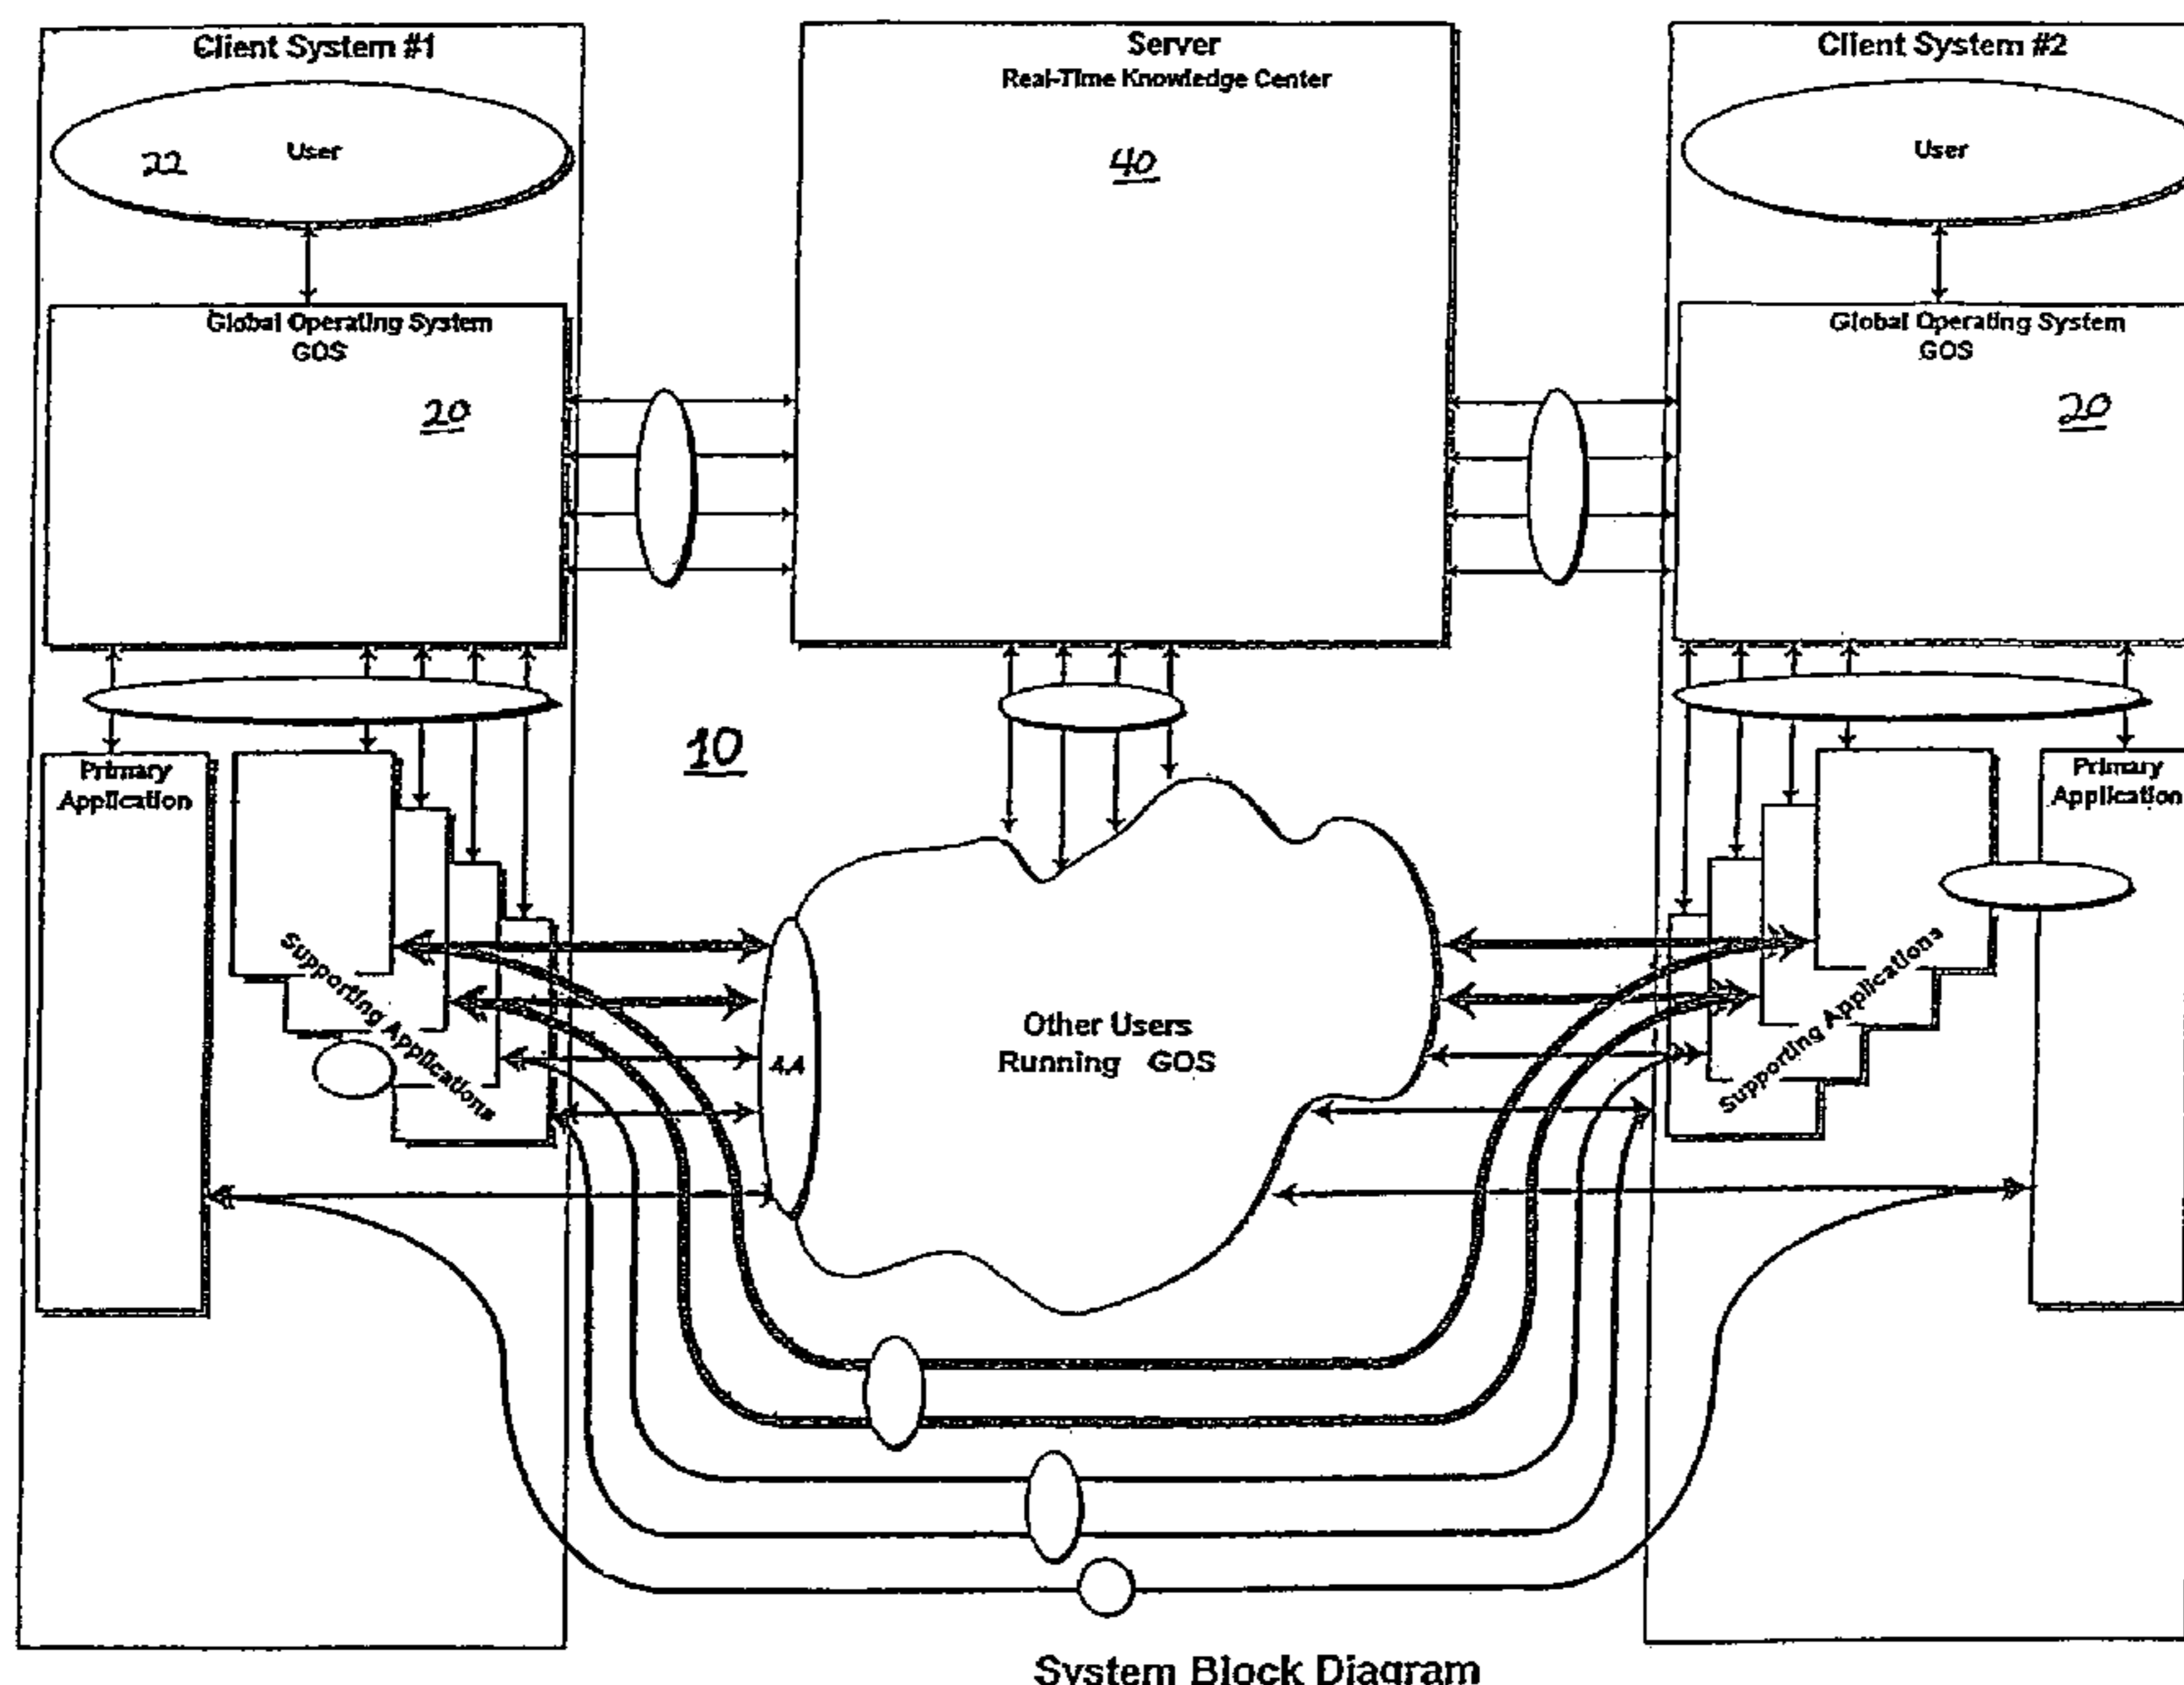 Client System #1
User
22
Global Operating System
GOS
20
Primary
Application
Supporting Applications
Server
Real-Time Knowledge Center
40
10
Other Users
Running GOS
4.4
Client System #2
User
Global Operating System
GOS
20
Primary
Application
Supporting Applications
System Block Diagram